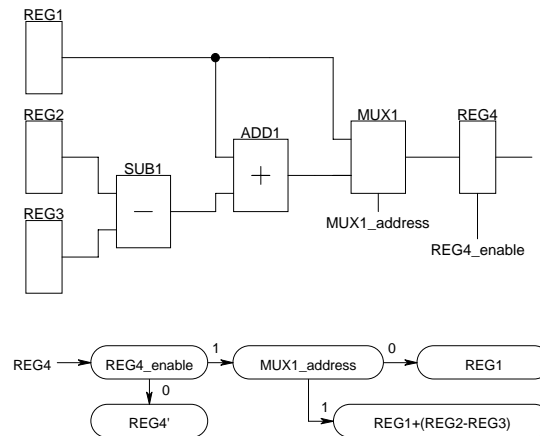 REG1
REG2
REG3
SUB1
−
ADD1
+
MUX1
MUX1_address
REG4
REG4_enable
REG4
REG4_enable
1
MUX1_address
0
REG1
0
REG4'
1
REG1+(REG2-REG3)